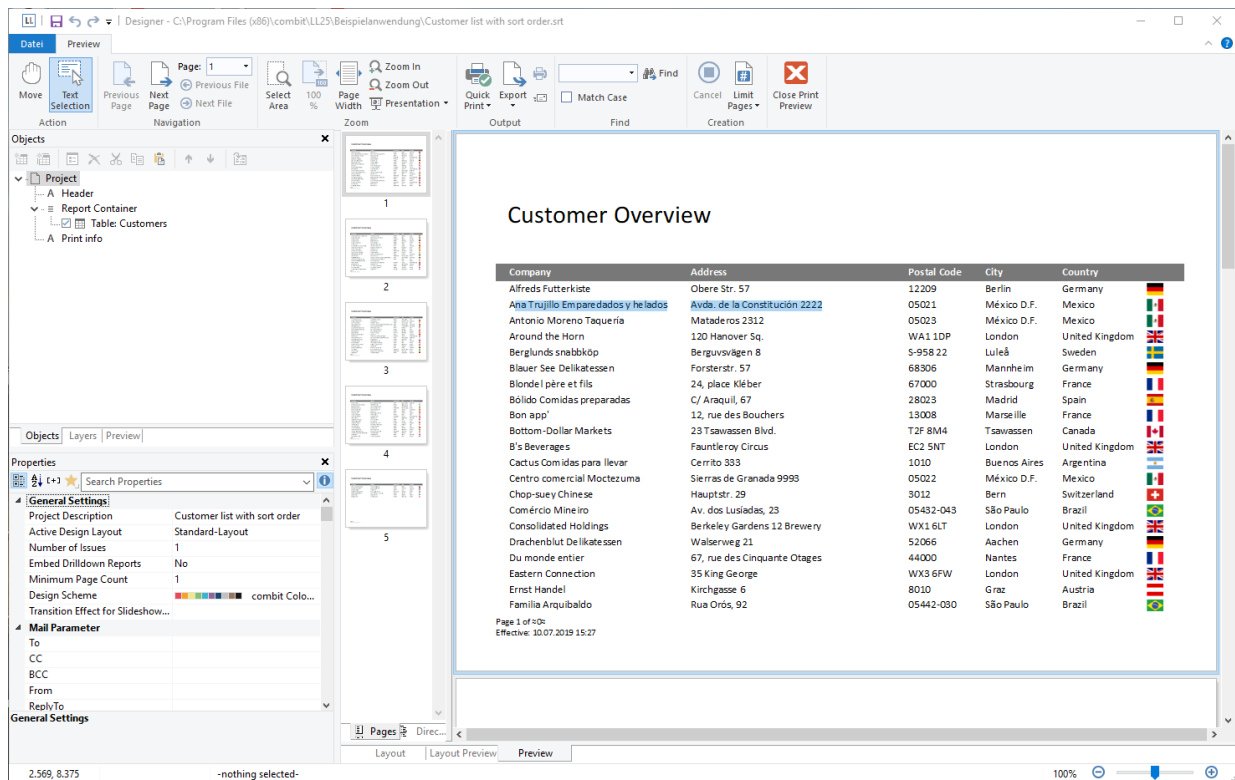 LL Designer - C:\Program Files (x86)\combit\LL25\Beispielanwendung\Customer list with sort order.srt
Datei Preview
Move
Text Selection
Action
Previous Page
Next Page
Page: 1
Previous File
Next File
Navigation
Select Area
100 %
Page Width
Zoom In
Zoom Out
Presentation
Zoom
Quick Print
Export
Output
Find
Match Case
Find
Cancel
Limit Pages
Creation
Close Print Preview
Objects
Project
A Header
Report Container
Table: Customers
A Print info
Objects Layers Preview
Properties
Search Properties
General Settings
Project Description Customer list with sort order
Active Design Layout Standard-Layout
Number of Issues 1
Embed Drilldown Reports No
Minimum Page Count 1
Design Scheme combit Colo...
Transition Effect for Slideshow...
Mail Parameter
To
CC
BCC
From
ReplyTo
General Settings
1
2
3
4
5
Pages Direc...
Customer Overview
Company Address Postal Code City Country
Alfreds Futterkiste Obere Str. 57 12209 Berlin Germany
Ana Trujillo Emparedados y helados Avda. de la Constitución 2222 05021 México D.F. Mexico
Antonio Moreno Taquería Mataderos 2312 05023 México D.F. Mexico
Around the Horn 120 Hanover Sq. WA1 1DP London United Kingdom
Berglunds snabbköp Berguvsvägen 8 S-958 22 Luleå Sweden
Blauer See Delikatessen Forsterstr. 57 68306 Mannheim Germany
Blondel père et fils 24, place Kléber 67000 Strasbourg France
Bólido Comidas preparadas C/ Araquil, 67 28023 Madrid Spain
Bon app' 12, rue des Bouchers 13008 Marseille France
Bottom-Dollar Markets 23 Tsawassen Blvd. T2F 8M4 Tsawassen Canada
B's Beverages Fauntleroy Circus EC2 5NT London United Kingdom
Cactus Comidas para llevar Cerrito 333 1010 Buenos Aires Argentina
Centro comercial Moctezuma Sierras de Granada 9993 05022 México D.F. Mexico
Chop-suey Chinese Hauptstr. 29 3012 Bern Switzerland
Comércio Mineiro Av. dos Lusíadas, 23 05432-043 São Paulo Brazil
Consolidated Holdings Berkeley Gardens 12 Brewery WX1 6LT London United Kingdom
Drachenblut Delikatessen Walserweg 21 52066 Aachen Germany
Du monde entier 67, rue des Cinquante Otages 44000 Nantes France
Eastern Connection 35 King George WX3 6FW London United Kingdom
Ernst Handel Kirchgasse 6 8010 Graz Austria
Familia Arquibaldo Rua Orós, 92 05442-030 São Paulo Brazil
Page 1 of ¤0¤
Effective: 10.07.2019 15:27
Layout Layout Preview Preview
2.569, 8.375 -nothing selected- 100%